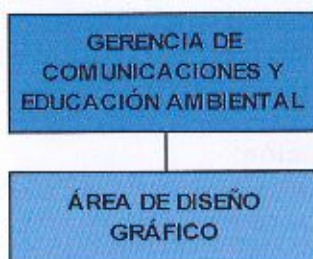 GERENCIA DE
COMUNICACIONES Y
EDUCACIÓN AMBIENTAL
ÁREA DE DISEÑO
GRÁFICO